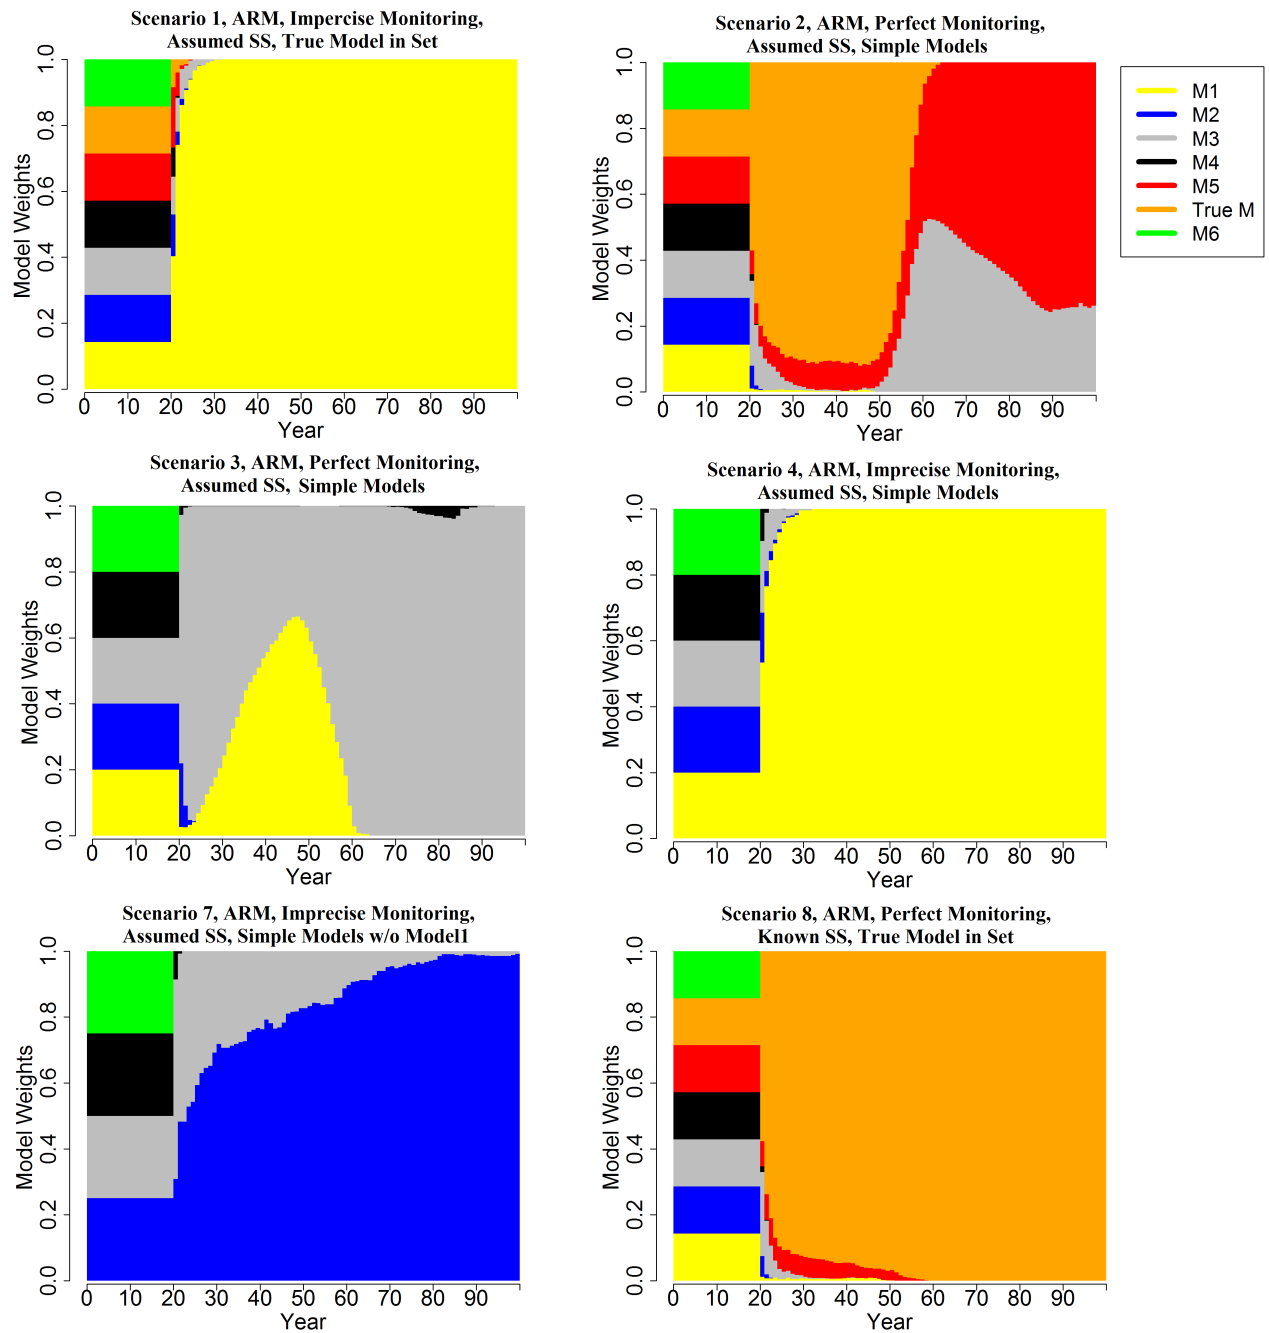 Scenario 1, ARM, Impercise Monitoring,
Assumed SS, True Model in Set
1.0
0.8
0.6
0.4
0.2
0.0
Model Weights
0 10 20 30 40 50 60 70 80 90
Year
Scenario 2, ARM, Perfect Monitoring,
Assumed SS, Simple Models
1.0
0.8
0.6
0.4
0.2
0.0
Model Weights
0 10 20 30 40 50 60 70 80 90
Year
M1
M2
M3
M4
M5
True M
M6
Scenario 3, ARM, Perfect Monitoring,
Assumed SS, Simple Models
1.0
0.8
0.6
0.4
0.2
0.0
Model Weights
0 10 20 30 40 50 60 70 80 90
Year
Scenario 4, ARM, Imprecise Monitoring,
Assumed SS, Simple Models
1.0
0.8
0.6
0.4
0.2
0.0
Model Weights
0 10 20 30 40 50 60 70 80 90
Year
Scenario 7, ARM, Imprecise Monitoring,
Assumed SS, Simple Models w/o Model1
1.0
0.8
0.6
0.4
0.2
0.0
Model Weights
0 10 20 30 40 50 60 70 80 90
Year
Scenario 8, ARM, Perfect Monitoring,
Known SS, True Model in Set
1.0
0.8
0.6
0.4
0.2
0.0
Model Weights
0 10 20 30 40 50 60 70 80 90
Year